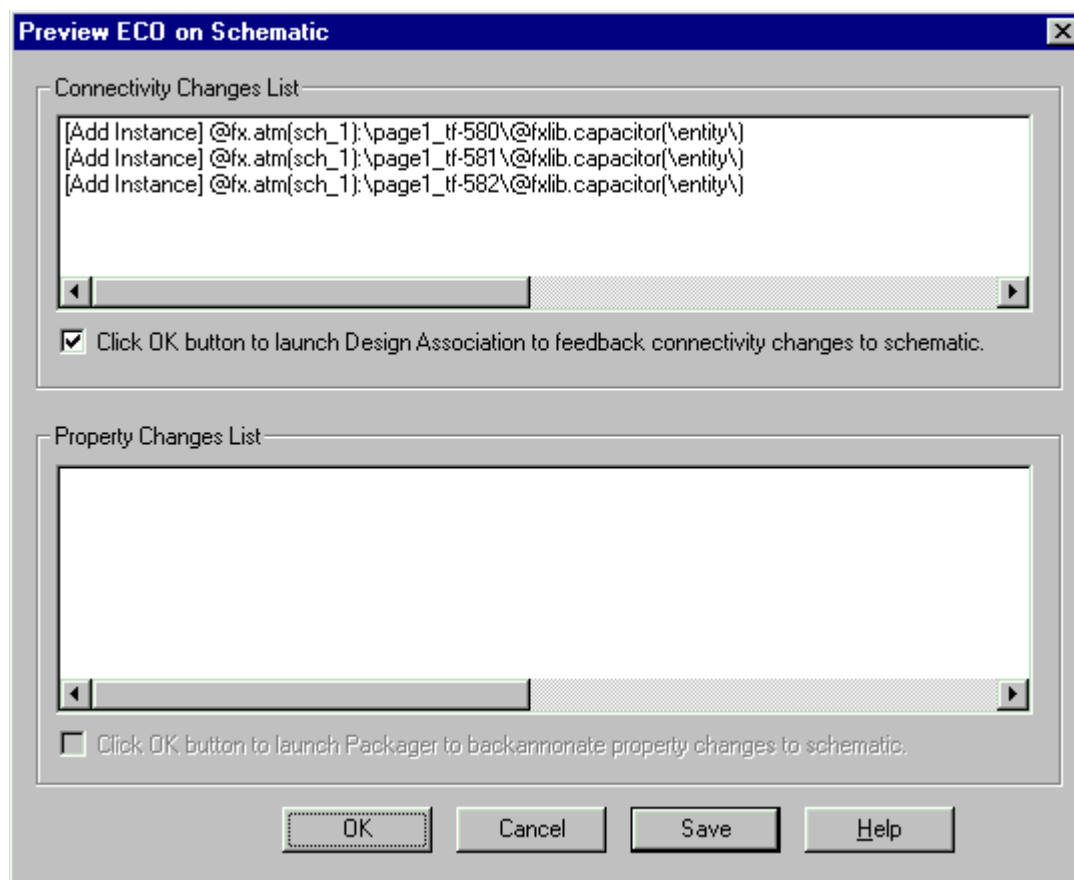 Preview ECO on Schematic
Connectivity Changes List
[Add Instance] @fx.atm(sch_1):\page1_tf-580\@fxlib.capacitor(\entity\)
[Add Instance] @fx.atm(sch_1):\page1_tf-581\@fxlib.capacitor(\entity\)
[Add Instance] @fx.atm(sch_1):\page1_tf-582\@fxlib.capacitor(\entity\)
Click OK button to launch Design Association to feedback connectivity changes to schematic.
Property Changes List
Click OK button to launch Packager to backannonate property changes to schematic.
OK Cancel Save Help